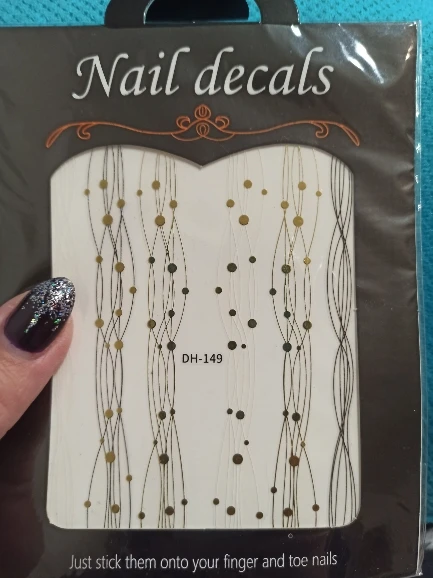 Nail decals
DH-149
Just stick them onto your finger and toe nails